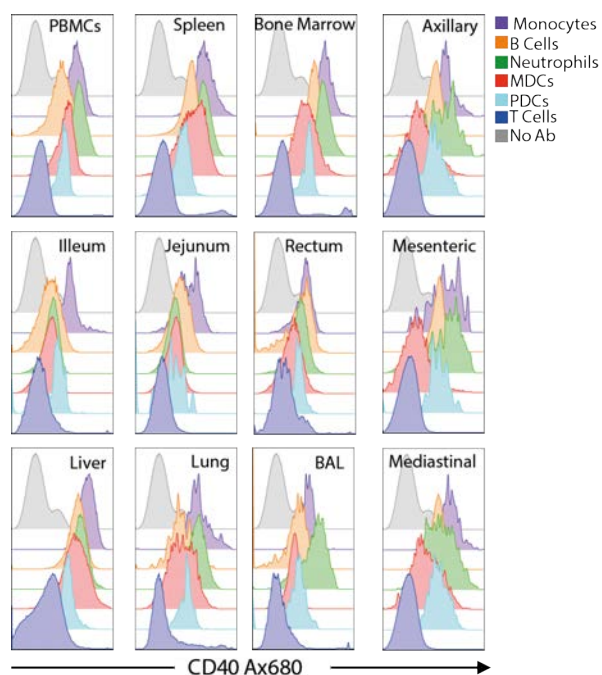 PBMCs
Spleen
Bone Marrow
Axillary
Monocytes
B Cells
Neutrophils
MDCs
PDCs
T Cells
No Ab
Illeum
Jejunum
Rectum
Mesenteric
Liver
Lung
BAL
Mediastinal
CD40 Ax680